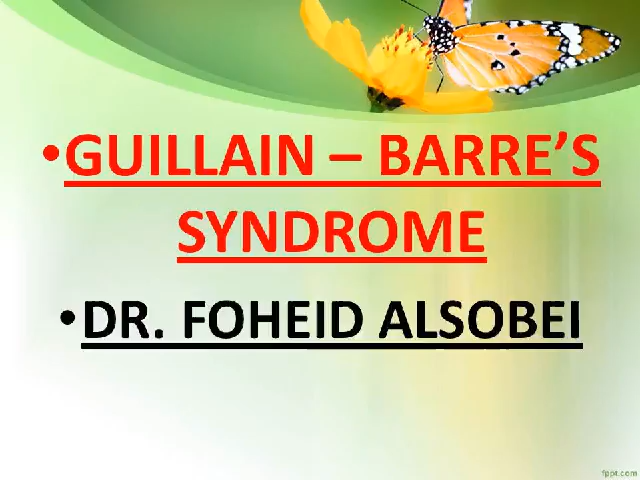 •GUILLAIN – BARRE’S
SYNDROME
•DR. FOHEID ALSOBEI
fppt.com